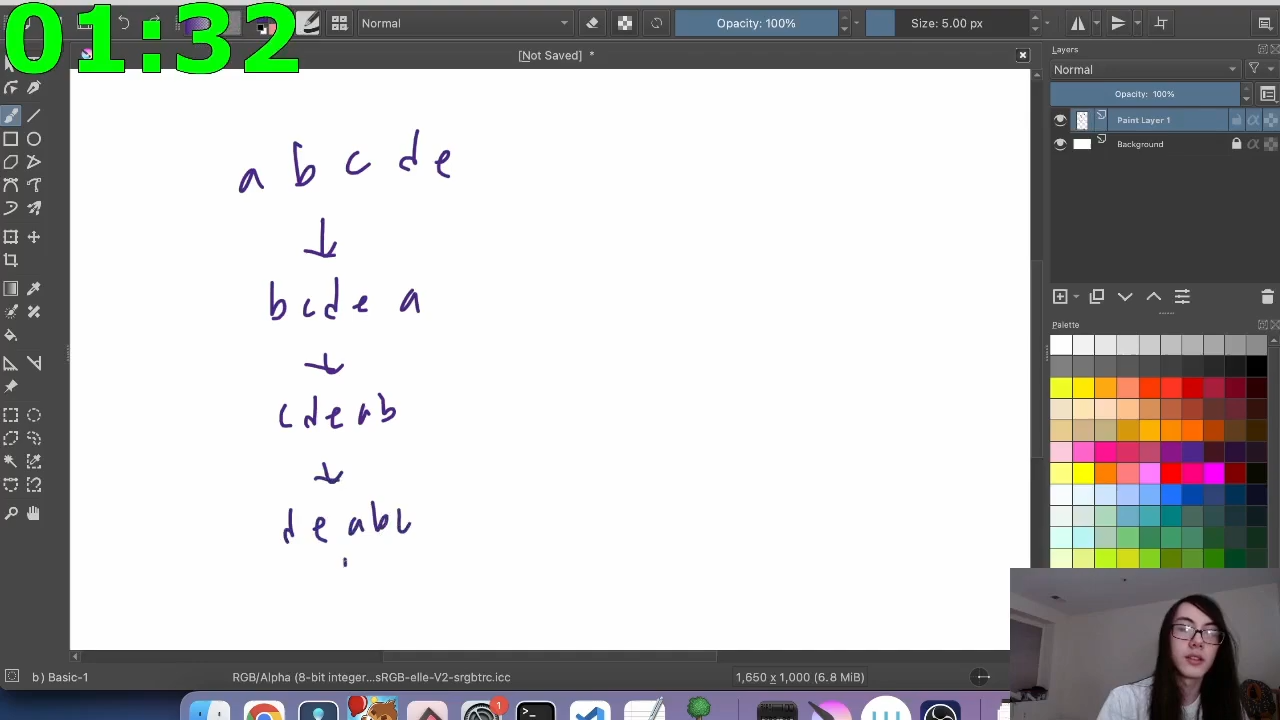 01:32
Normal
Opacity: 100%
Size: 5.00 px
[Not Saved] *
Layers
Normal
Opacity: 100%
Paint Layer 1
Background
a b c d e
b c d e a
c d e a b
d e a b c
Palette
b) Basic-1
RGB/Alpha (8-bit integer...sRGB-elle-V2-srgbtrc.icc
1,650 x 1,000 (6.8 MiB)
1